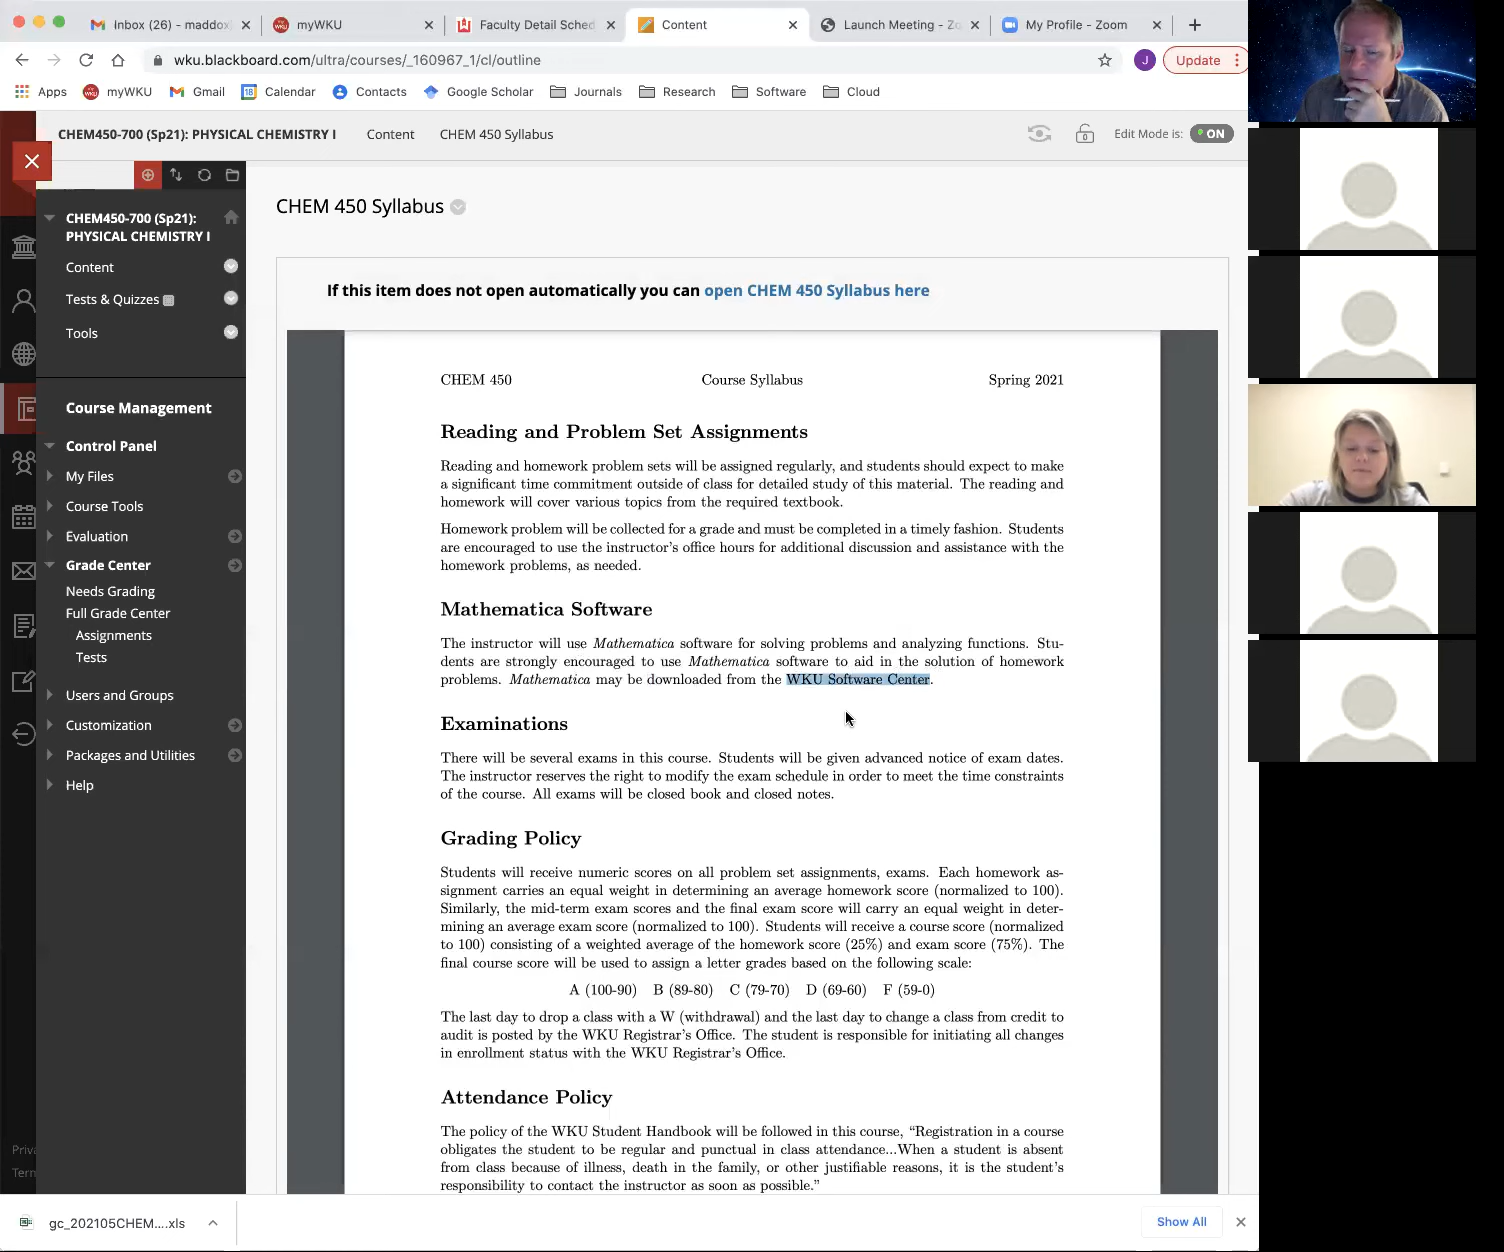 Inbox (26) - maddox
myWKU
Faculty Detail Sched
Content
Launch Meeting - Zo
My Profile - Zoom
wku.blackboard.com/ultra/courses/_160967_1/cl/outline
J
Update
Apps
myWKU
Gmail
18
Calendar
Contacts
Google Scholar
Journals
Research
Software
Cloud
CHEM450-700 (Sp21): PHYSICAL CHEMISTRY I
Content
CHEM 450 Syllabus
Edit Mode is:
ON
CHEM450-700 (Sp21):
PHYSICAL CHEMISTRY I
Content
Tests & Quizzes
Tools
Course Management
Control Panel
My Files
Course Tools
Evaluation
Grade Center
Needs Grading
Full Grade Center
Assignments
Tests
Users and Groups
Customization
Packages and Utilities
Help
Priva
Term
CHEM 450 Syllabus
If this item does not open automatically you can open CHEM 450 Syllabus here
CHEM 450
Course Syllabus
Spring 2021
Reading and Problem Set Assignments
Reading and homework problem sets will be assigned regularly, and students should expect to make
a significant time commitment outside of class for detailed study of this material. The reading and
homework will cover various topics from the required textbook.
Homework problem will be collected for a grade and must be completed in a timely fashion. Students
are encouraged to use the instructor's office hours for additional discussion and assistance with the
homework problems, as needed.
Mathematica Software
The instructor will use Mathematica software for solving problems and analyzing functions. Stu-
dents are strongly encouraged to use Mathematica software to aid in the solution of homework
problems. Mathematica may be downloaded from the WKU Software Center.
Examinations
There will be several exams in this course. Students will be given advanced notice of exam dates.
The instructor reserves the right to modify the exam schedule in order to meet the time constraints
of the course. All exams will be closed book and closed notes.
Grading Policy
Students will receive numeric scores on all problem set assignments, exams. Each homework as-
signment carries an equal weight in determining an average homework score (normalized to 100).
Similarly, the mid-term exam scores and the final exam score will carry an equal weight in deter-
mining an average exam score (normalized to 100). Students will receive a course score (normalized
to 100) consisting of a weighted average of the homework score (25%) and exam score (75%). The
final course score will be used to assign a letter grades based on the following scale:
A (100-90) B (89-80) C (79-70) D (69-60) F (59-0)
The last day to drop a class with a W (withdrawal) and the last day to change a class from credit to
audit is posted by the WKU Registrar's Office. The student is responsible for initiating all changes
in enrollment status with the WKU Registrar's Office.
Attendance Policy
The policy of the WKU Student Handbook will be followed in this course, "Registration in a course
obligates the student to be regular and punctual in class attendance...When a student is absent
from class because of illness, death in the family, or other justifiable reasons, it is the student's
responsibility to contact the instructor as soon as possible."
gc_202105CHEM....xls
Show All